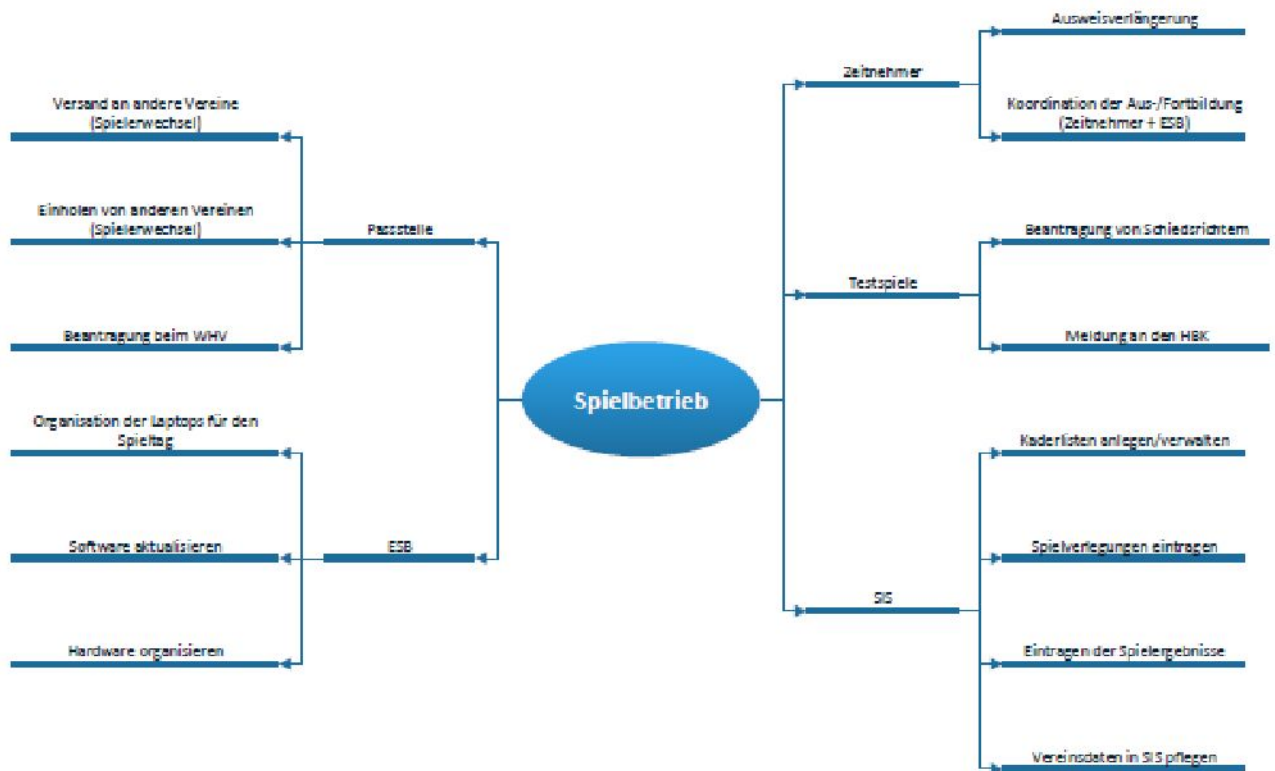 Ausweisverlängerung
Zeitnehmer
Koordination der Aus-/Fortbildung
(Zeitnehmer + ESB)
Versand an andere Vereine
(Spielerwechsel)
Einholen von anderen Vereinen
(Spielerwechsel)
Passstelle
Beantragung beim WHV
Beantragung von Schiedsrichtern
Testspiele
Meldung an den HBK
Spielbetrieb
Organisation der Laptops für den
Spieltag
Software aktualisieren
ESB
Hardware organisieren
Kaderlisten anlegen/verwalten
Spielverlegungen eintragen
SIS
Eintragen der Spielergebnisse
Vereinsdaten in SIS pflegen